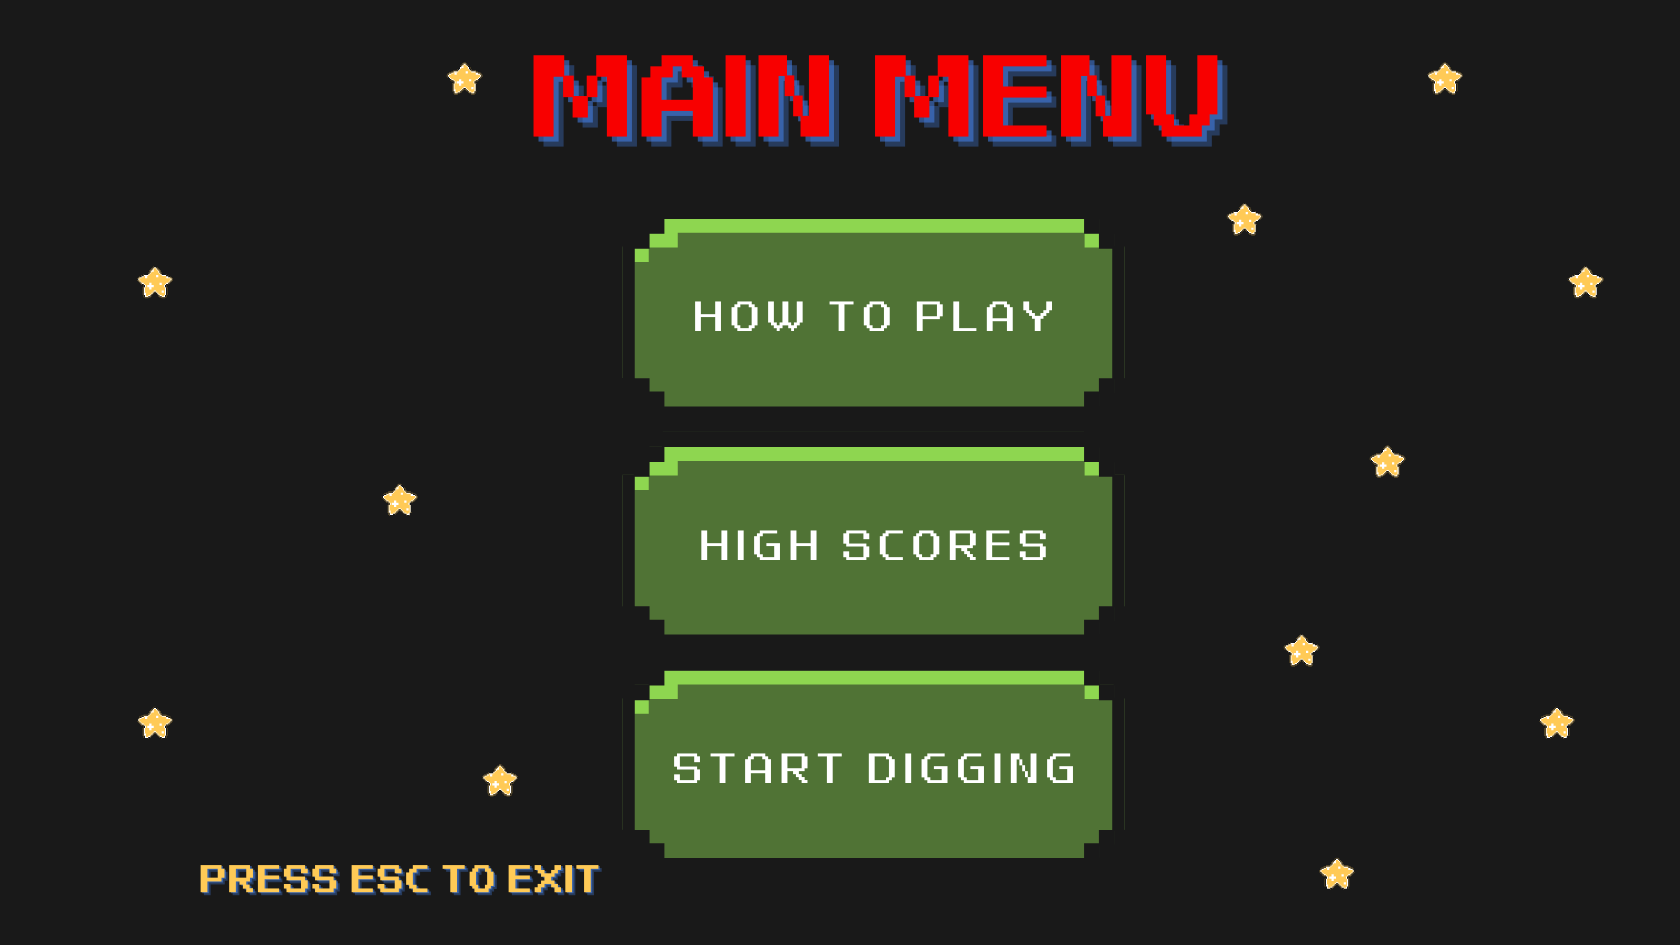 MAIN MENU
HOW TO PLAY
HIGH SCORES
START DIGGING
PRESS ESC TO EXIT